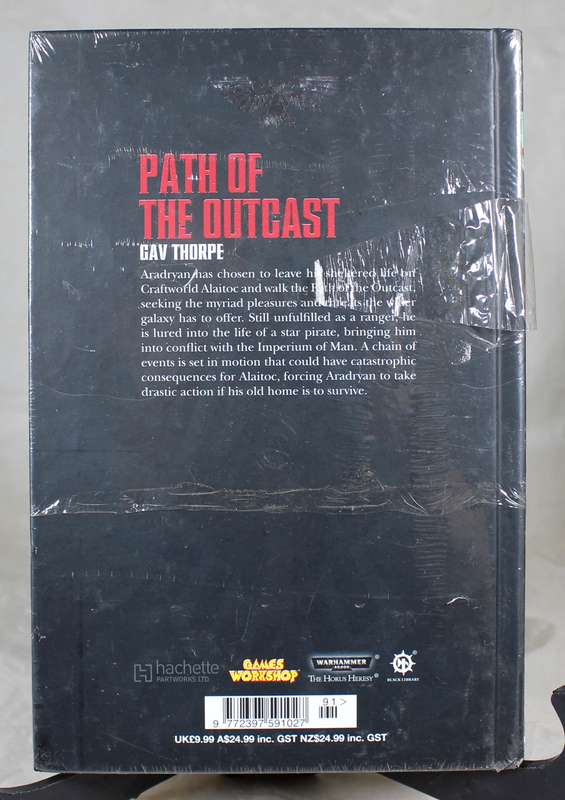 PATH OF
THE OUTCAST
GAV THORPE
Aradryan has chosen to leave his sheltered life on
Craftworld Alaitoc and walk the Path of the Outcast,
seeking the myriad pleasures and threats the wider
galaxy has to offer. Still unfulfilled as a ranger, he
is lured into the life of a star pirate, bringing him
into conflict with the Imperium of Man. A chain of
events is set in motion that could have catastrophic
consequences for Alaitoc, forcing Aradryan to take
drastic action if his old home is to survive.
hachette
PARTWORKS LTD
GAMES
WORKSHOP
WARHAMMER
40,000
THE HORUS HERESY
BLACK LIBRARY
91>
9 772397 591027
UK£9.99 A$24.99 inc. GST NZ$24.99 inc. GST